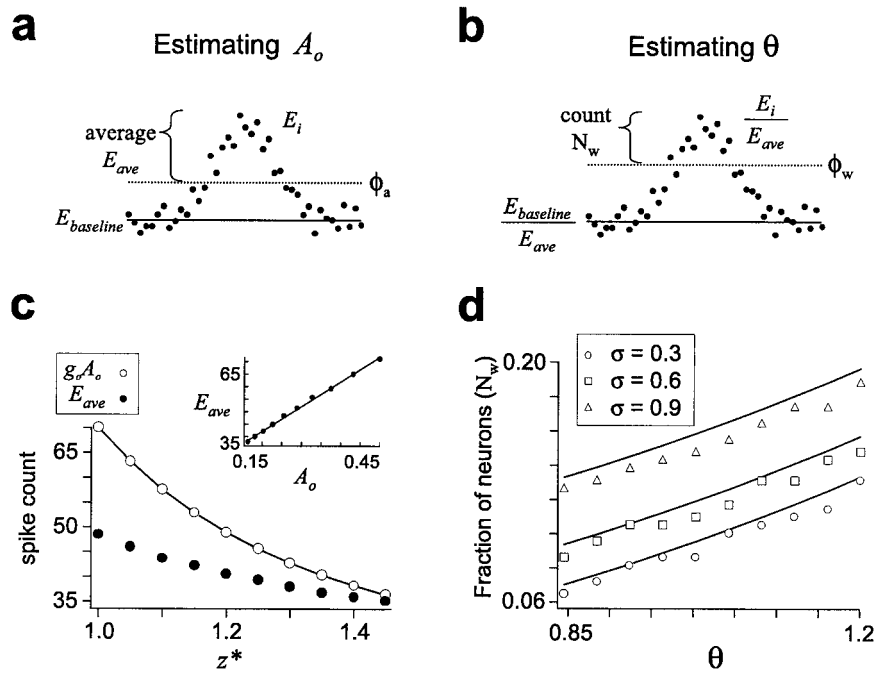 a
Estimating A_o
average
E_ave
E_i
ϕ_a
E_baseline
b
Estimating θ
count
N_w
E_i
E_ave
ϕ_w
E_baseline
E_ave
c
g_oA_o
E_ave
65
50
35
spike count
1.0 1.2 1.4
z*
65
E_ave
35
0.15 0.45
A_o
d
σ = 0.3
σ = 0.6
σ = 0.9
0.20
Fraction of neurons (N_w)
0.06
0.85 1.2
θ